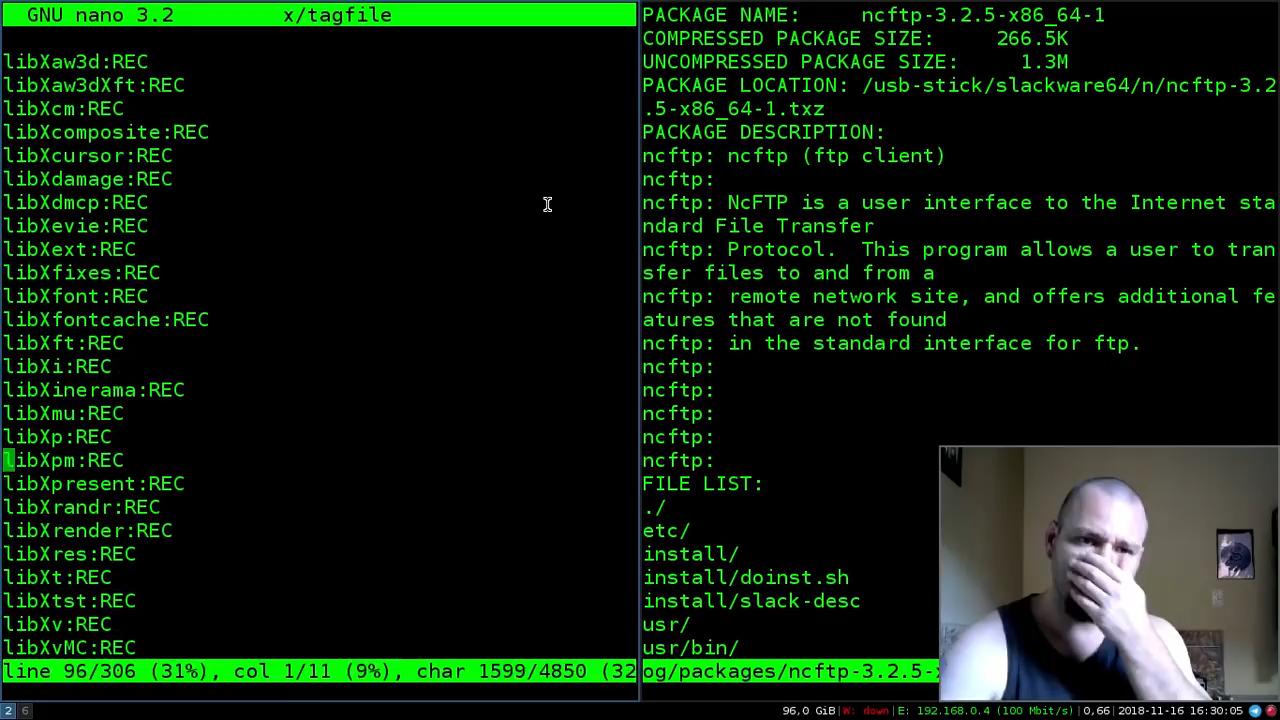 GNU nano 3.2 x/tagfile
libXaw3d:REC
libXaw3dXft:REC
libXcm:REC
libXcomposite:REC
libXcursor:REC
libXdamage:REC
libXdmcp:REC
libXevie:REC
libXext:REC
libXfixes:REC
libXfont:REC
libXfontcache:REC
libXft:REC
libXi:REC
libXinerama:REC
libXmu:REC
libXp:REC
libXpm:REC
libXpresent:REC
libXrandr:REC
libXrender:REC
libXres:REC
libXt:REC
libXtst:REC
libXv:REC
libXvMC:REC
line 96/306 (31%), col 1/11 (9%), char 1599/4850 (32
PACKAGE NAME: ncftp-3.2.5-x86_64-1
COMPRESSED PACKAGE SIZE: 266.5K
UNCOMPRESSED PACKAGE SIZE: 1.3M
PACKAGE LOCATION: /usb-stick/slackware64/n/ncftp-3.2
.5-x86_64-1.txz
PACKAGE DESCRIPTION:
ncftp: ncftp (ftp client)
ncftp:
ncftp: NcFTP is a user interface to the Internet sta
ndard File Transfer
ncftp: Protocol. This program allows a user to tran
sfer files to and from a
ncftp: remote network site, and offers additional fe
atures that are not found
ncftp: in the standard interface for ftp.
ncftp:
ncftp:
ncftp:
ncftp:
ncftp:
FILE LIST:
./
etc/
install/
install/doinst.sh
install/slack-desc
usr/
usr/bin/
og/packages/ncftp-3.2.5-x
2 6
96,0 GiB|W: down|E: 192.168.0.4 (100 Mbit/s)|0,66|2018-11-16 16:30:05